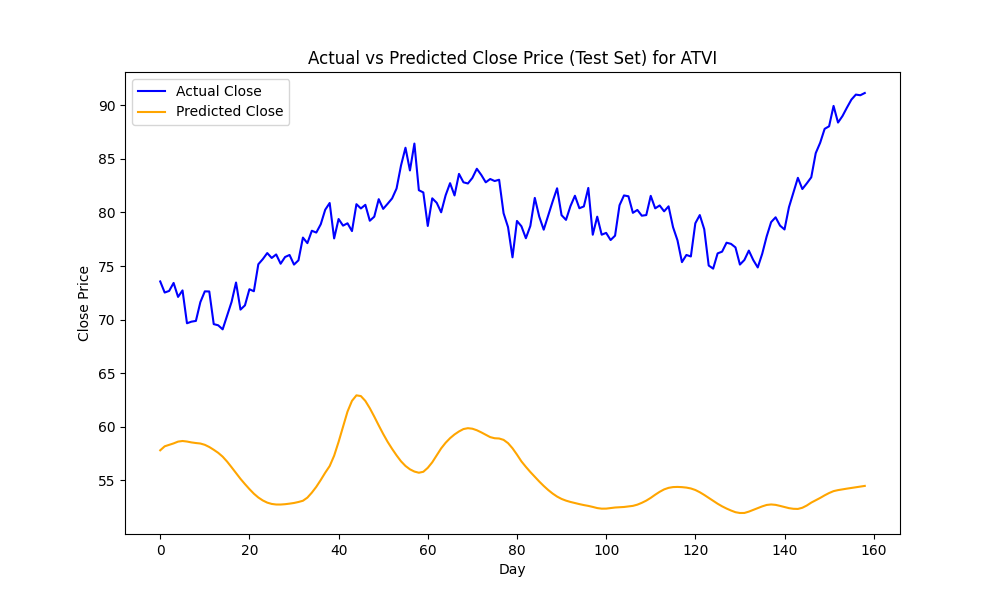 Actual vs Predicted Close Price (Test Set) for ATVI
Actual Close
Predicted Close
90
85
80
75
70
65
60
55
Close Price
0 20 40 60 80 100 120 140 160
Day